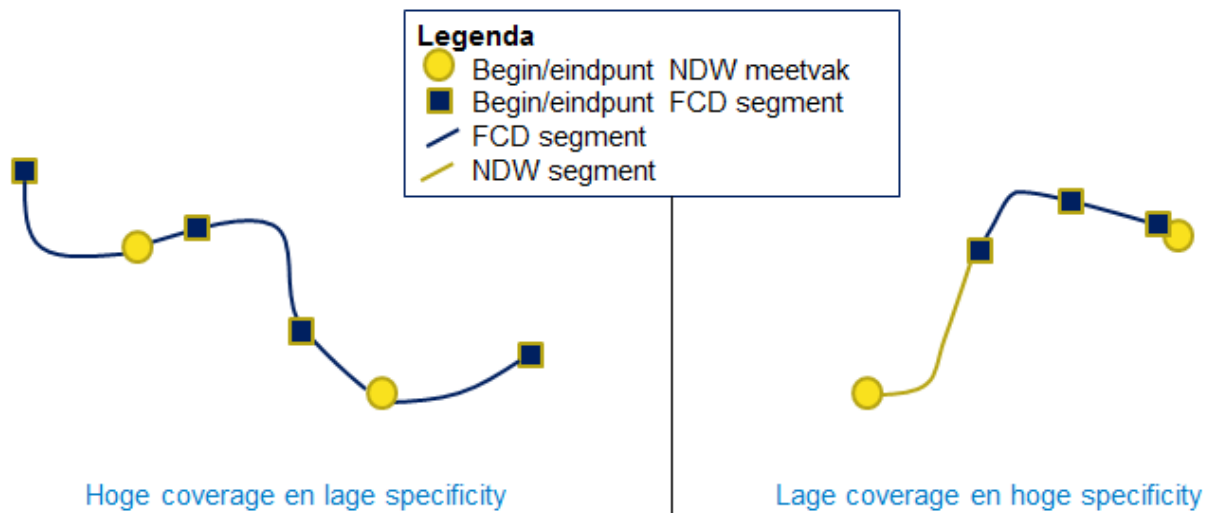 Legenda
Begin/eindpunt NDW meetvak
Begin/eindpunt FCD segment
FCD segment
NDW segment
Hoge coverage en lage specificity
Lage coverage en hoge specificity